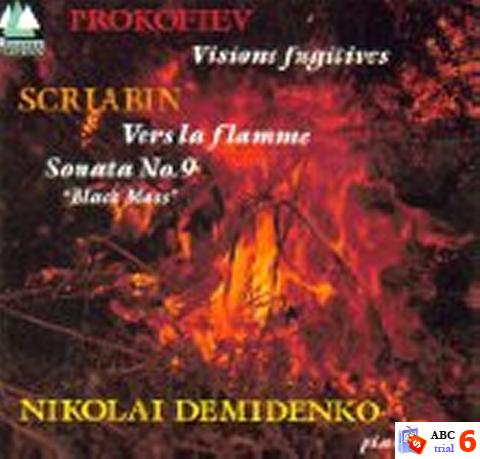 PROKOFIEV
Visions fugitives
SCRIABIN
Vers la flamme
Sonata No.9
"Black Mass"
NIKOLAI DEMIDENKO
ABC
trial 6